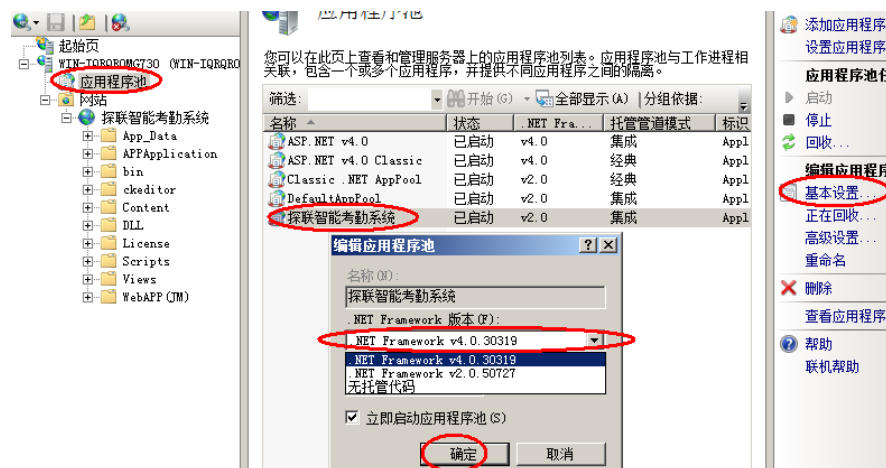 起始页
WIN-IQRQROMG730 (WIN-IQRQRO
应用程序池
网站
探联智能考勤系统
App_Data
APPApplication
bin
ckeditor
Content
DLL
License
Scripts
Views
WebAPP(JM)
应用程序池
您可以在此页上查看和管理服务器上的应用程序池列表。应用程序池与工作进程相
关联，包含一个或多个应用程序，并提供不同应用程序之间的隔离。
筛选: 开始(G) 全部显示(A) 分组依据:
名称 状态 .NET Fra... 托管管道模式 标识
ASP.NET v4.0 已启动 v4.0 集成 Appl
ASP.NET v4.0 Classic 已启动 v4.0 经典 Appl
Classic .NET AppPool 已启动 v2.0 经典 Appl
DefaultAppPool 已启动 v2.0 集成 Appl
探联智能考勤系统 已启动 v2.0 集成 Appl
编辑应用程序池
名称(N):
探联智能考勤系统
.NET Framework 版本(F):
.NET Framework v4.0.30319
.NET Framework v4.0.30319
.NET Framework v2.0.50727
无托管代码
立即启动应用程序池(S)
确定 取消
添加应用程序
设置应用程序
应用程序池任
启动
停止
回收...
编辑应用程序
基本设置...
正在回收...
高级设置...
重命名
删除
查看应用程序
帮助
联机帮助